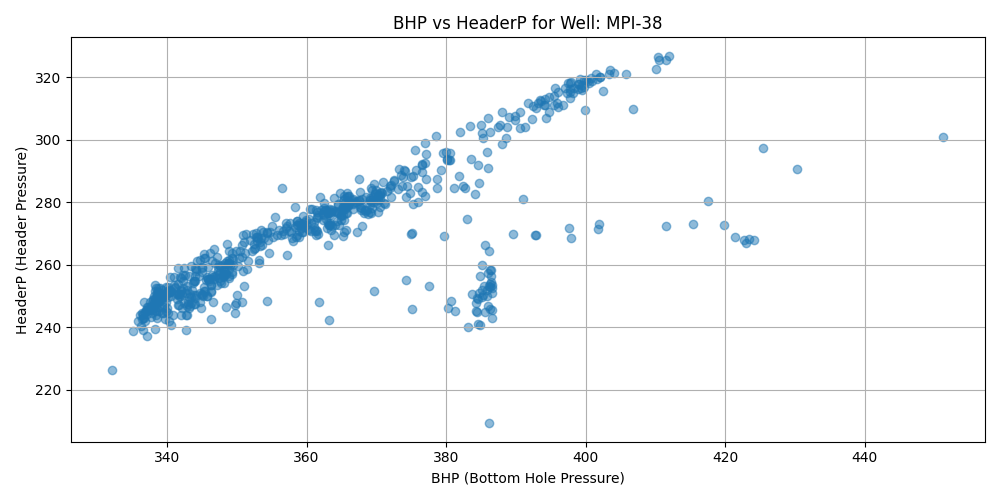 BHP vs HeaderP for Well: MPI-38
HeaderP (Header Pressure)
320
300
280
260
240
220
340 360 380 400 420 440
BHP (Bottom Hole Pressure)